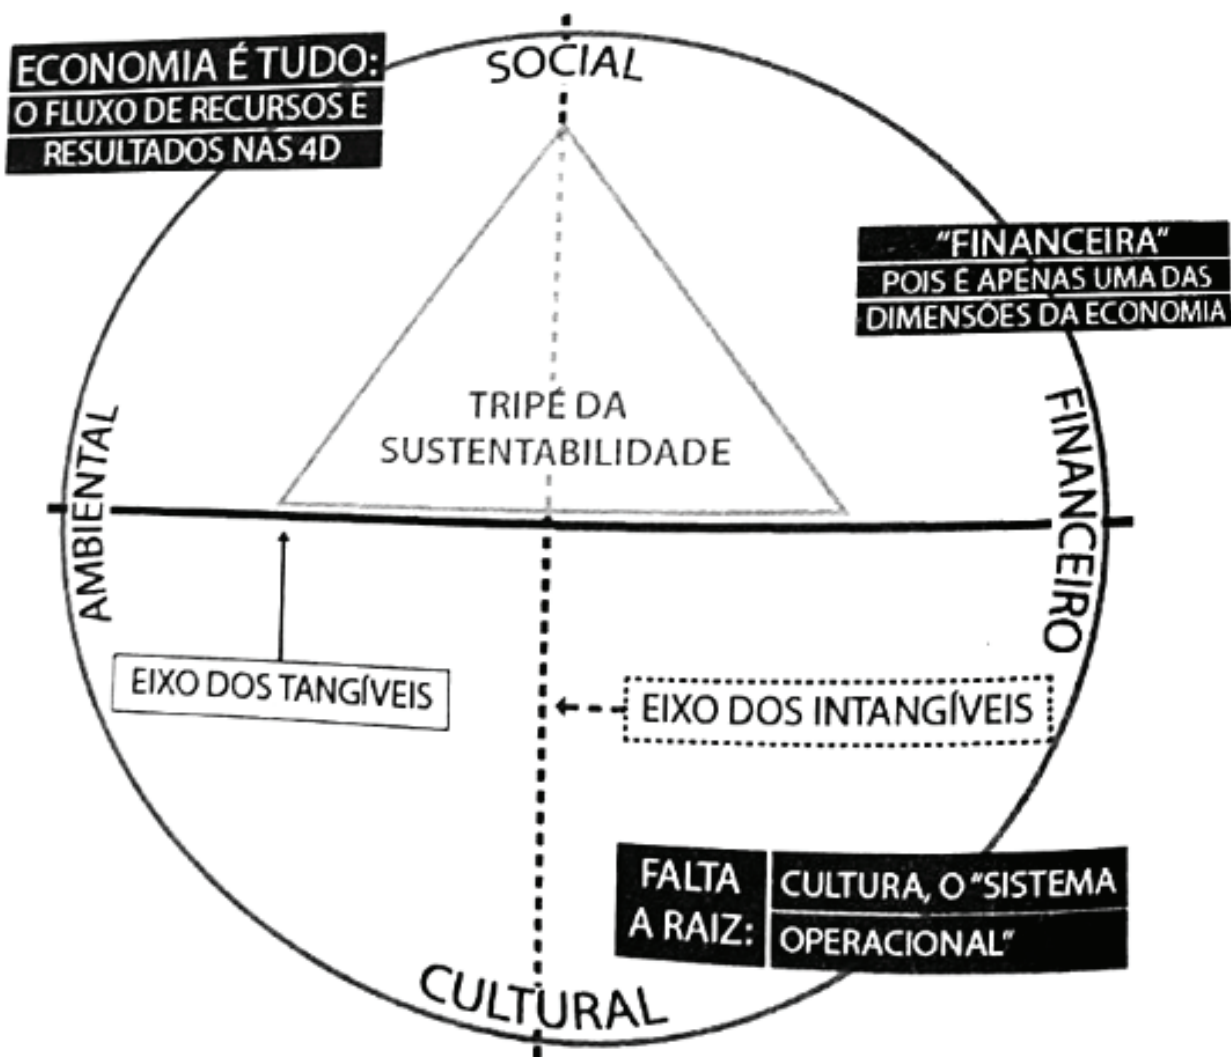 ECONOMIA É TUDO:
O FLUXO DE RECURSOS E
RESULTADOS NAS 4D
SOCIAL
"FINANCEIRA"
POIS É APENAS UMA DAS
DIMENSÕES DA ECONOMIA
TRIPÉ DA
SUSTENTABILIDADE
AMBIENTAL
FINANCEIRO
EIXO DOS TANGÍVEIS
EIXO DOS INTANGÍVEIS
FALTA
A RAIZ:
CULTURA, O "SISTEMA
OPERACIONAL"
CULTURAL